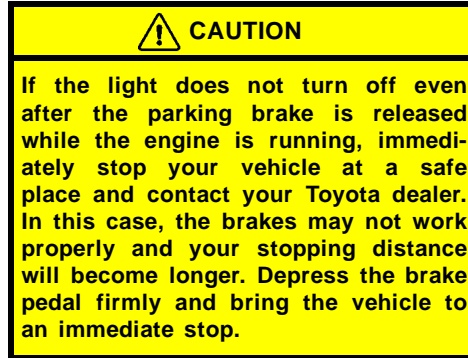 CAUTION
If the light does not turn off even
after the parking brake is released
while the engine is running, immedi-
ately stop your vehicle at a safe
place and contact your Toyota dealer.
In this case, the brakes may not work
properly and your stopping distance
will become longer. Depress the brake
pedal firmly and bring the vehicle to
an immediate stop.